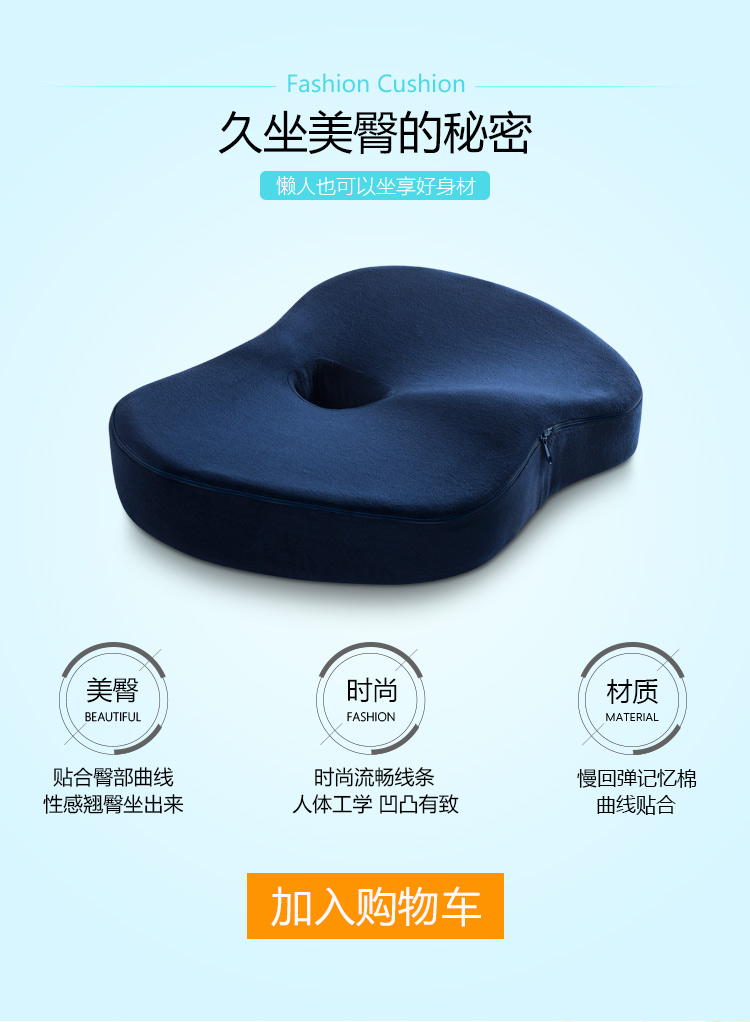 Fashion Cushion
久坐美臀的秘密
懒人也可以坐享好身材
美臀
BEAUTIFUL
贴合臀部曲线
性感翘臀坐出来
时尚
FASHION
时尚流畅线条
人体工学 凹凸有致
材质
MATERIAL
慢回弹记忆棉
曲线贴合
加入购物车